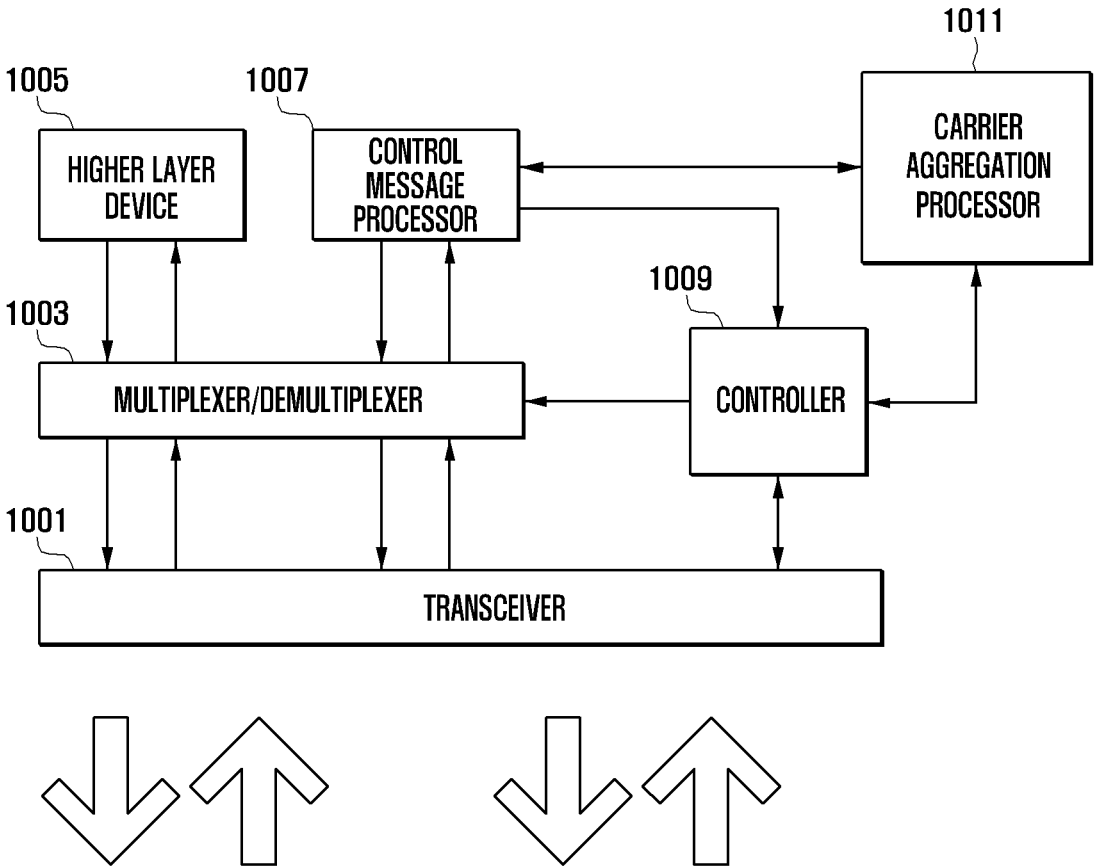 1011
1005
1007
CARRIER
AGGREGATION
PROCESSOR
HIGHER LAYER
DEVICE
CONTROL
MESSAGE
PROCESSOR
1009
1003
MULTIPLEXER/DEMULTIPLEXER
CONTROLLER
1001
TRANSCEIVER